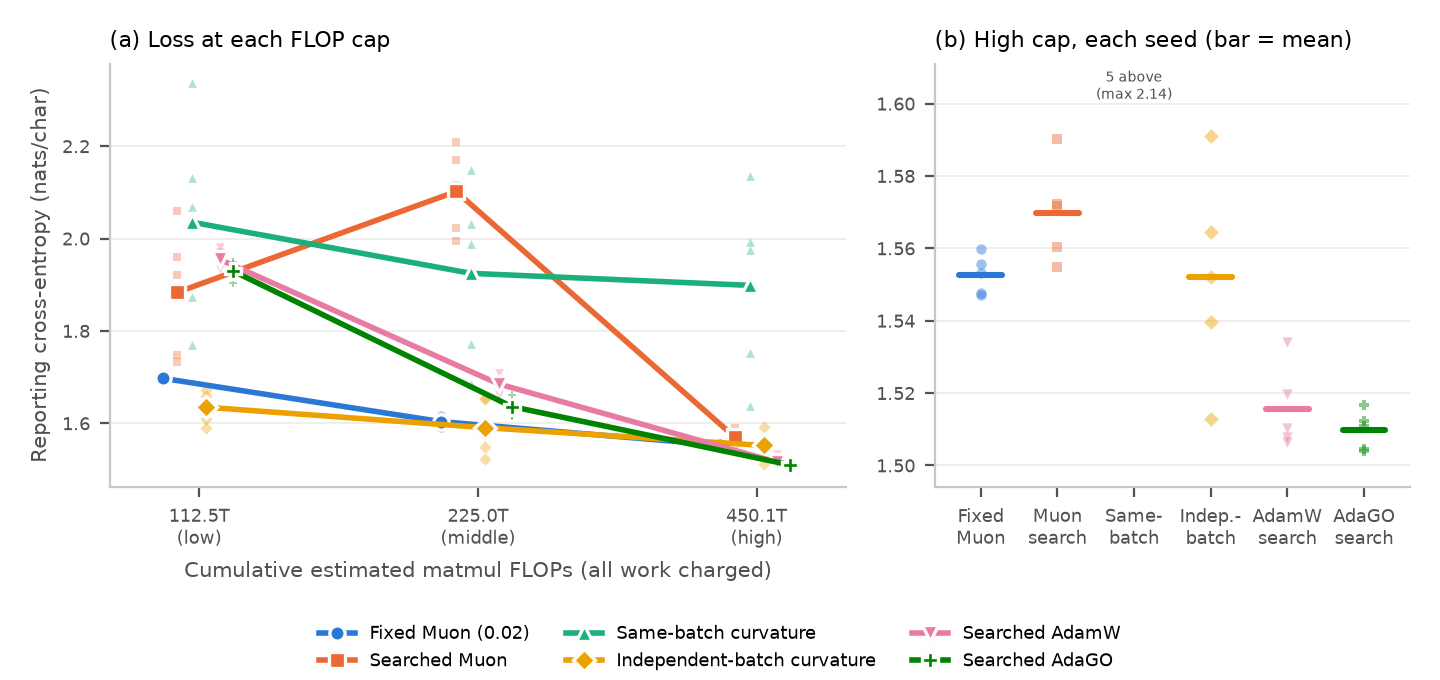 (a) Loss at each FLOP cap
Reporting cross-entropy (nats/char)
2.2
2.0
1.8
1.6
112.5T
(low)
225.0T
(middle)
450.1T
(high)
Cumulative estimated matmul FLOPs (all work charged)
(b) High cap, each seed (bar = mean)
5 above
(max 2.14)
1.60
1.58
1.56
1.54
1.52
1.50
Fixed
Muon
Muon
search
Same-
batch
Indep.-
batch
AdamW
search
AdaGO
search
Fixed Muon (0.02)
Searched Muon
Same-batch curvature
Independent-batch curvature
Searched AdamW
Searched AdaGO